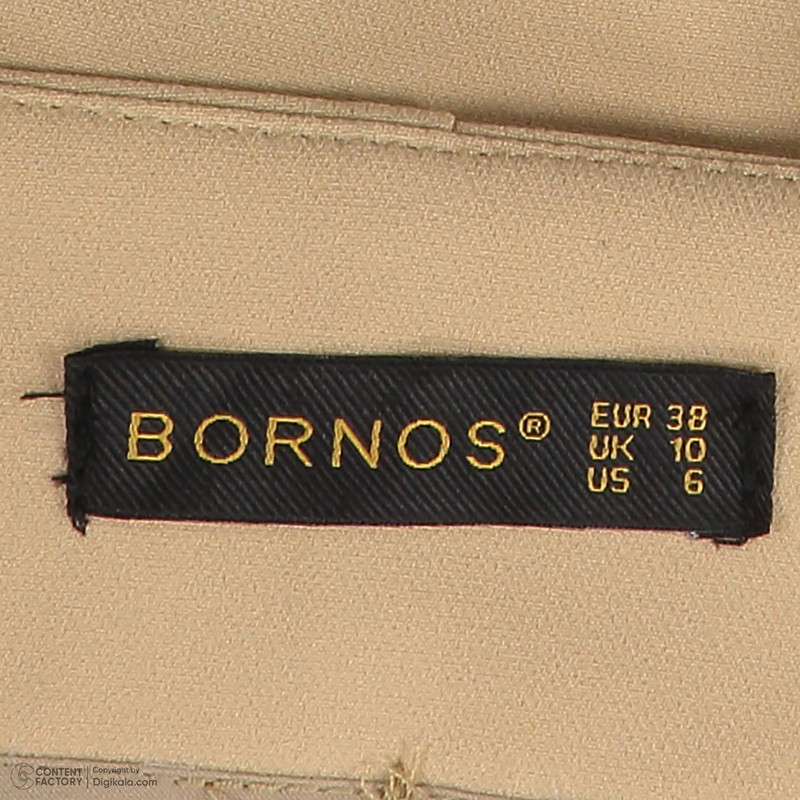 BORNOS®
EUR 38
UK 10
US 6
CONTENT FACTORY
Copyright by Digikala.com